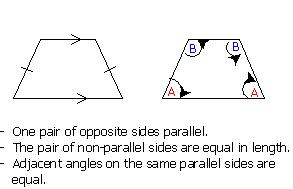 B B
A A
- One pair of opposite sides parallel.
- The pair of non-parallel sides are equal in length.
- Adjacent angles on the same parallel sides are
equal.